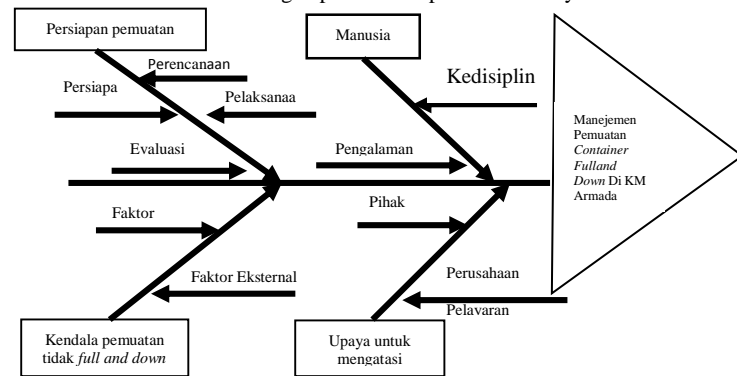 Persiapan pemuatan
Manusia
Perencanaan
Kedisiplin
Persiapa
Pelaksanaa
Evaluasi
Pengalaman
Manejemen
Pemuatan
Container
Fulland
Down Di KM
Armada
Faktor
Pihak
Faktor Eksternal
Perusahaan
Pelavaran
Kendala pemuatan
tidak full and down
Upaya untuk
mengatasi